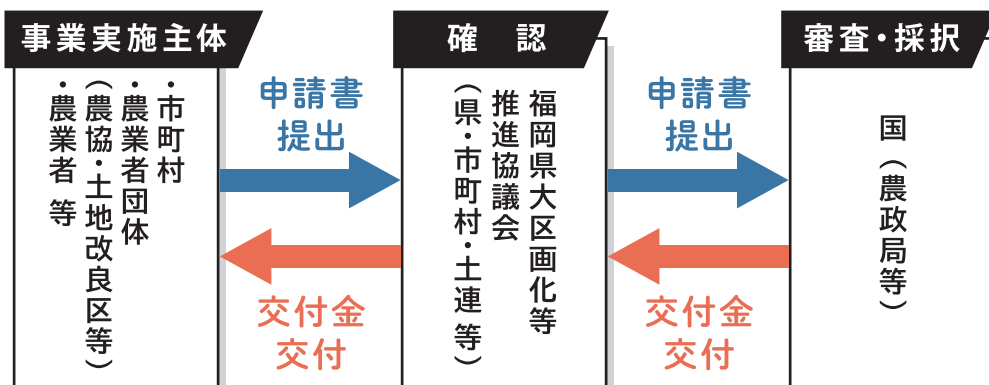 事業実施主体
・市町村
・農業者団体
（農協・土地改良区等）
・農業者 等
申請書
提出
交付金
交付
確 認
福岡県大区画化等
推進協議会
（県・市町村・土連 等）
申請書
提出
交付金
交付
審査・採択
国（農政局等）